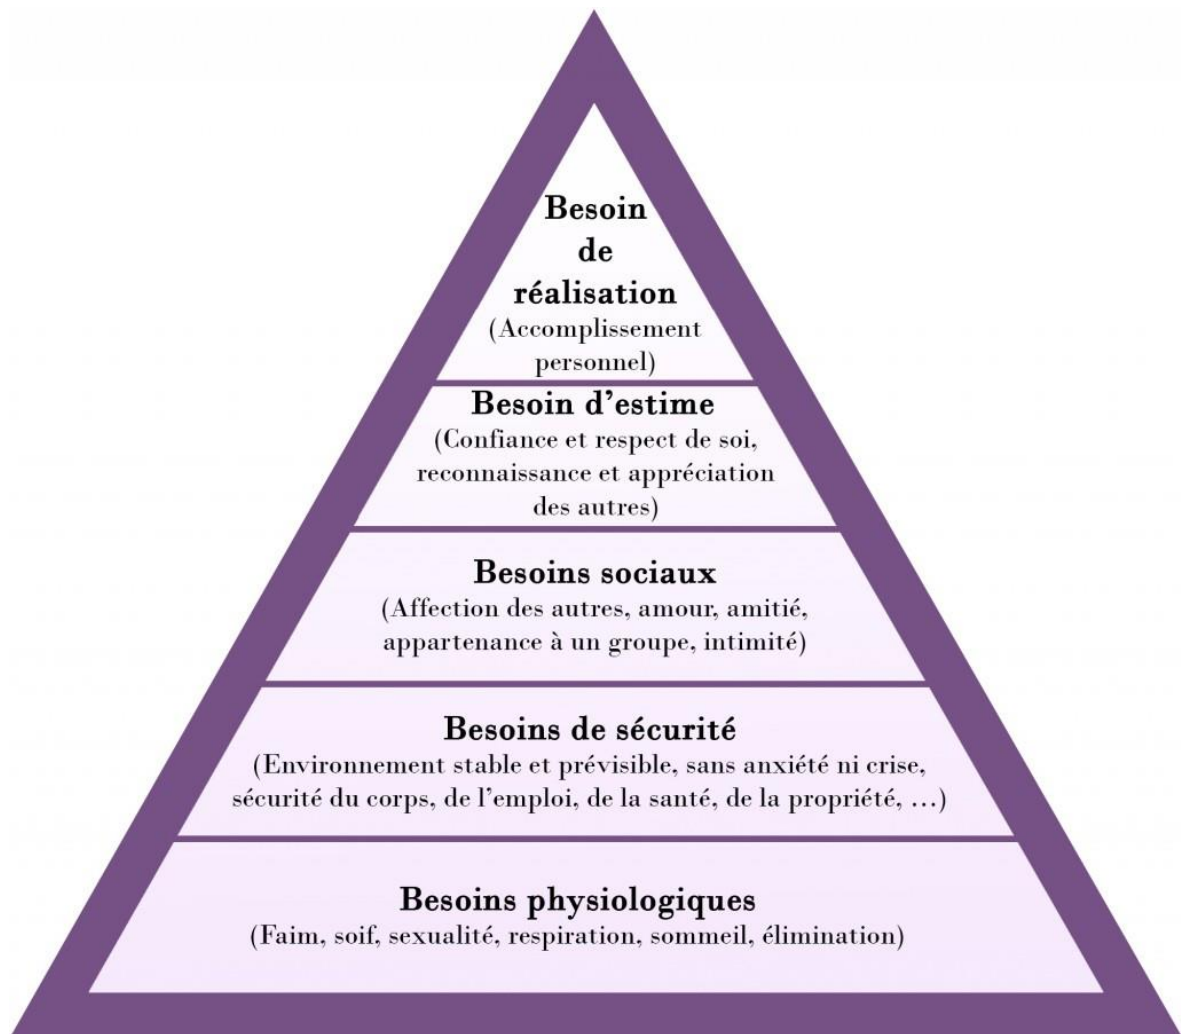 Besoin
de
réalisation
(Accomplissement
personnel)
Besoin d’estime
(Confiance et respect de soi,
reconnaissance et appréciation
des autres)
Besoins sociaux
(Affection des autres, amour, amitié,
appartenance à un groupe, intimité)
Besoins de sécurité
(Environnement stable et prévisible, sans anxiété ni crise,
sécurité du corps, de l’emploi, de la santé, de la propriété, …)
Besoins physiologiques
(Faim, soif, sexualité, respiration, sommeil, élimination)